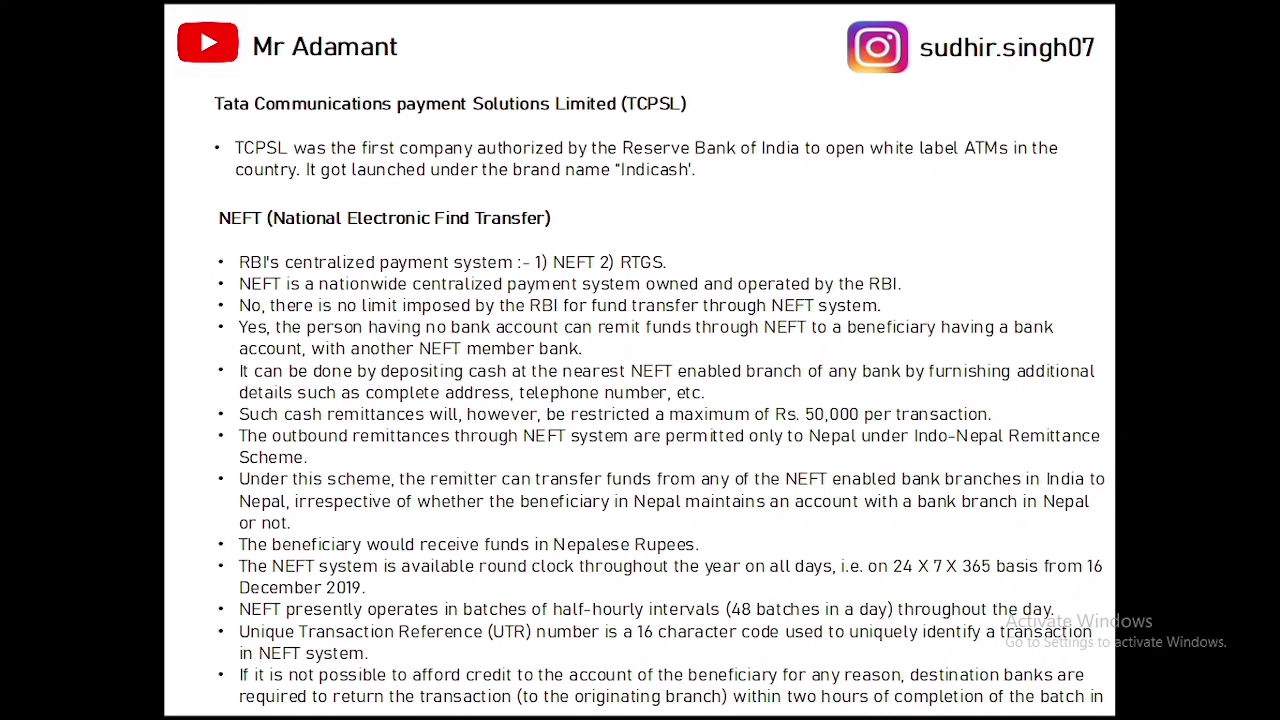 Mr Adamant
sudhir.singh07
Tata Communications payment Solutions Limited (TCPSL)
• TCPSL was the first company authorized by the Reserve Bank of India to open white label ATMs in the
country. It got launched under the brand name "Indicash'.
NEFT (National Electronic Find Transfer)
• RBI's centralized payment system :- 1) NEFT 2) RTGS.
• NEFT is a nationwide centralized payment system owned and operated by the RBI.
• No, there is no limit imposed by the RBI for fund transfer through NEFT system.
• Yes, the person having no bank account can remit funds through NEFT to a beneficiary having a bank
account, with another NEFT member bank.
• It can be done by depositing cash at the nearest NEFT enabled branch of any bank by furnishing additional
details such as complete address, telephone number, etc.
• Such cash remittances will, however, be restricted a maximum of Rs. 50,000 per transaction.
• The outbound remittances through NEFT system are permitted only to Nepal under Indo-Nepal Remittance
Scheme.
• Under this scheme, the remitter can transfer funds from any of the NEFT enabled bank branches in India to
Nepal, irrespective of whether the beneficiary in Nepal maintains an account with a bank branch in Nepal
or not.
• The beneficiary would receive funds in Nepalese Rupees.
• The NEFT system is available round clock throughout the year on all days, i.e. on 24 X 7 X 365 basis from 16
December 2019.
• NEFT presently operates in batches of half-hourly intervals (48 batches in a day) throughout the day.
• Unique Transaction Reference (UTR) number is a 16 character code used to uniquely identify a transaction
in NEFT system.
• If it is not possible to afford credit to the account of the beneficiary for any reason, destination banks are
required to return the transaction (to the originating branch) within two hours of completion of the batch in
Activate Windows
Go to Settings to activate Windows.